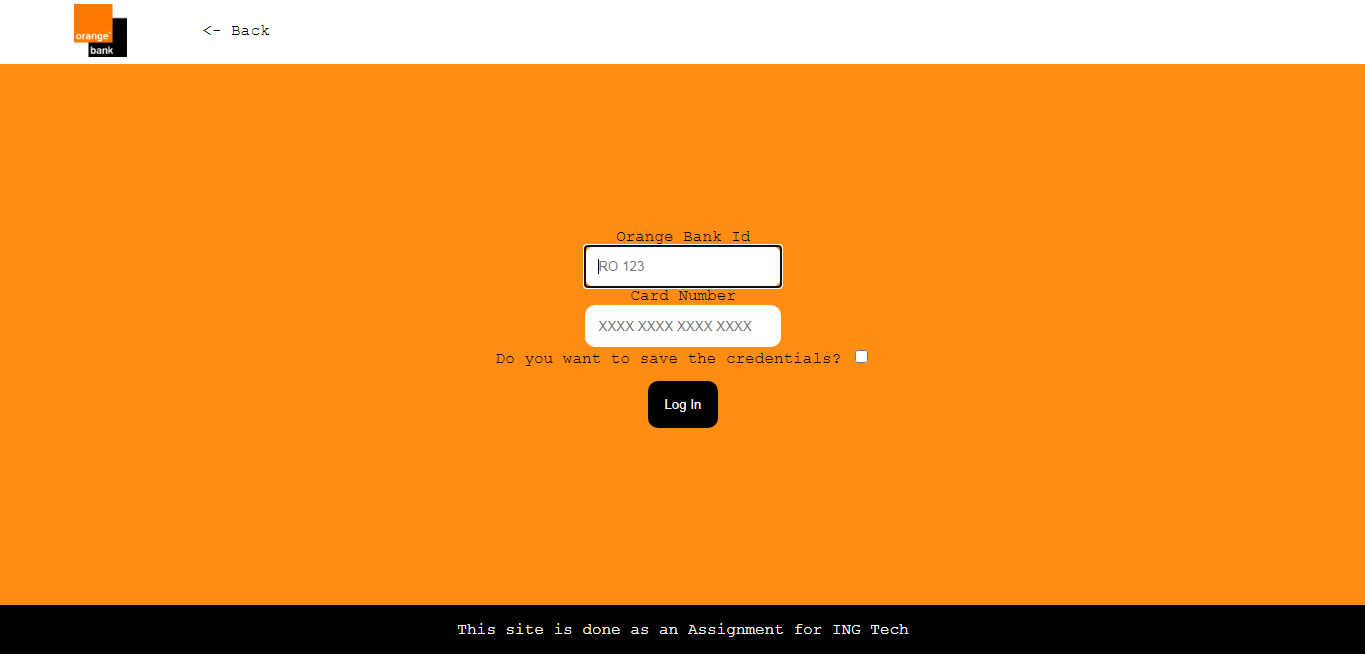 orange™
bank
<- Back
Orange Bank Id
RO 123
Card Number
XXXX XXXX XXXX XXXX
Do you want to save the credentials?
Log In
This site is done as an Assignment for ING Tech